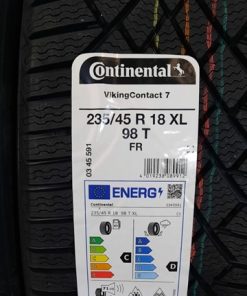 Continental
VikingContact 7
235/45 R 18 XL
98 T
FR
03 45 591
ENERG
Continental
235/45 R 18 98 T XL
A
B
C
D
E
C
A
B
C
D
E
D
71